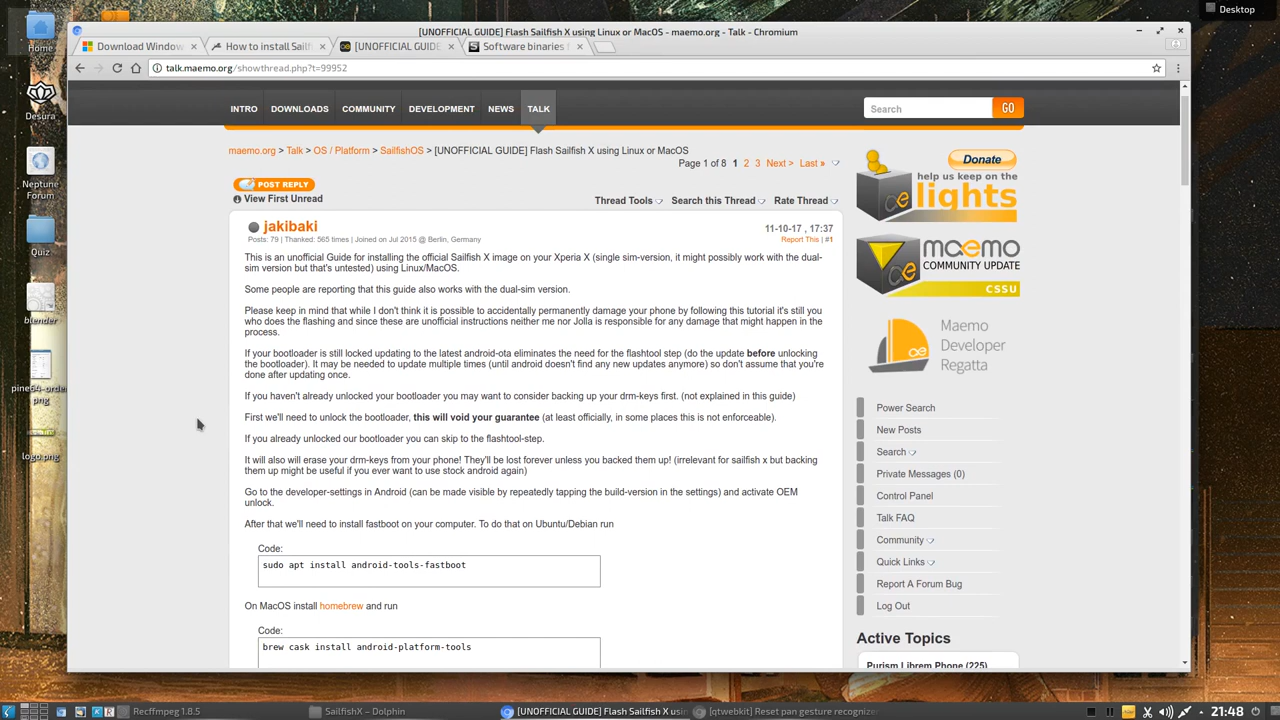 Desktop
[UNOFFICIAL GUIDE] Flash Sailfish X using Linux or MacOS - maemo.org - Talk - Chromium
Download Window
How to install Sailf
[UNOFFICIAL GUIDE
Software binaries f
talk.maemo.org/showthread.php?t=99952
Home
Desura
Neptune
Forum
Quiz
blender
pine64-orde
png
logo.png
INTRO DOWNLOADS COMMUNITY DEVELOPMENT NEWS TALK
Search GO
maemo.org > Talk > OS / Platform > SailfishOS > [UNOFFICIAL GUIDE] Flash Sailfish X using Linux or MacOS
Page 1 of 8 1 2 3 Next > Last »
POST REPLY
View First Unread
Thread Tools Search this Thread Rate Thread
jakibaki
11-10-17 , 17:37
Posts: 79 | Thanked: 565 times | Joined on Jul 2015 @ Berlin, Germany
Report This | #1
This is an unofficial Guide for installing the official Sailfish X image on your Xperia X (single sim-version, it might possibly work with the dual-
sim version but that's untested) using Linux/MacOS.
Some people are reporting that this guide also works with the dual-sim version.
Please keep in mind that while I don't think it is possible to accidentally permanently damage your phone by following this tutorial it's still you
who does the flashing and since these are unofficial instructions neither me nor Jolla is responsible for any damage that might happen in the
process.
If your bootloader is still locked updating to the latest android-ota eliminates the need for the flashtool step (do the update before unlocking
the bootloader). It may be needed to update multiple times (until android doesn't find any new updates anymore) so don't assume that you're
done after updating once.
If you haven't already unlocked your bootloader you may want to consider backing up your drm-keys first. (not explained in this guide)
First we'll need to unlock the bootloader, this will void your guarantee (at least officially, in some places this is not enforceable).
If you already unlocked our bootloader you can skip to the flashtool-step.
It will also will erase your drm-keys from your phone! They'll be lost forever unless you backed them up! (irrelevant for sailfish x but backing
them up might be useful if you ever want to use stock android again)
Go to the developer-settings in Android (can be made visible by repeatedly tapping the build-version in the settings) and activate OEM
unlock.
After that we'll need to install fastboot on your computer. To do that on Ubuntu/Debian run
Code:
sudo apt install android-tools-fastboot
On MacOS install homebrew and run
Code:
brew cask install android-platform-tools
Donate
help us keep on the
lights
maemo
COMMUNITY UPDATE
CSSU
Maemo
Developer
Regatta
Power Search
New Posts
Search
Private Messages (0)
Control Panel
Talk FAQ
Community
Quick Links
Report A Forum Bug
Log Out
Active Topics
Purism Librem Phone (225)
Recffmpeg 1.8.5
SailfishX – Dolphin
[UNOFFICIAL GUIDE] Flash Sailfish X usi
[qtwebkit] Reset pan gesture recognize
21:48